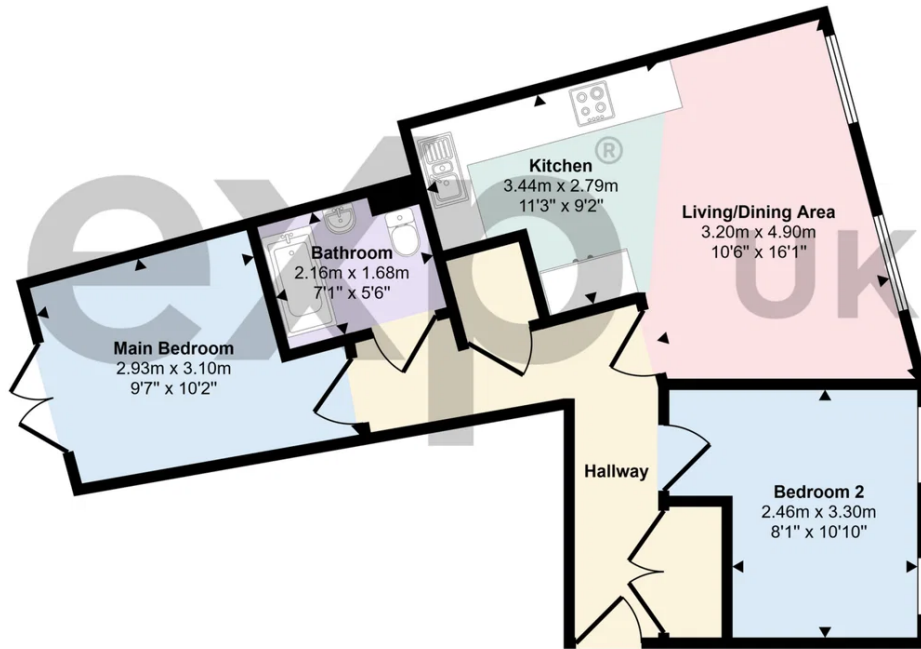 Kitchen
3.44m x 2.79m
11'3" x 9'2"
Living/Dining Area
3.20m x 4.90m
10'6" x 16'1"
Bathroom
2.16m x 1.68m
7'1" x 5'6"
Main Bedroom
2.93m x 3.10m
9'7" x 10'2"
Hallway
Bedroom 2
2.46m x 3.30m
8'1" x 10'10"
exp® UK